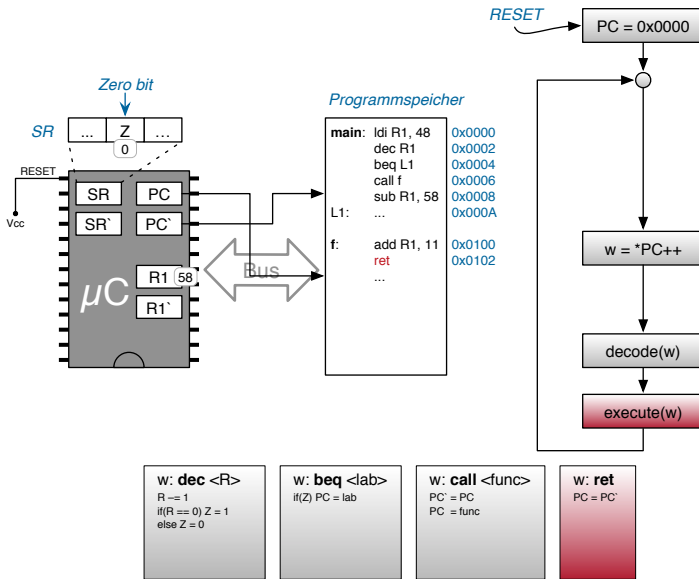 RESET
PC = 0x0000
Zero bit
Programmspeicher
SR
... Z ...
0
main: ldi R1, 48 0x0000
dec R1 0x0002
beq L1 0x0004
call f 0x0006
sub R1, 58 0x0008
L1: ... 0x000A
f: add R1, 11 0x0100
ret 0x0102
...
RESET
Vcc
SR PC
SR` PC`
R1 58
R1`
µC
Bus
w = *PC++
decode(w)
execute(w)
w: dec <R>
R −= 1
if(R == 0) Z = 1
else Z = 0
w: beq <lab>
if(Z) PC = lab
w: call <func>
PC` = PC
PC = func
w: ret
PC = PC`